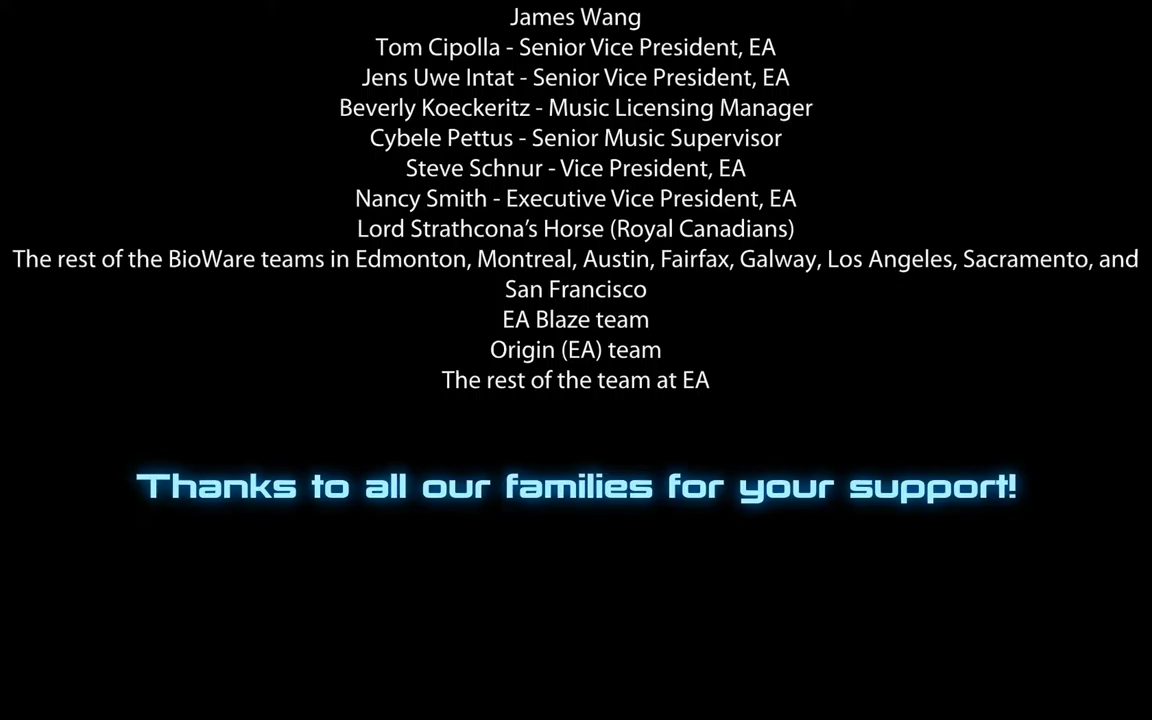 James Wang
Tom Cipolla - Senior Vice President, EA
Jens Uwe Intat - Senior Vice President, EA
Beverly Koeckeritz - Music Licensing Manager
Cybele Pettus - Senior Music Supervisor
Steve Schnur - Vice President, EA
Nancy Smith - Executive Vice President, EA
Lord Strathcona’s Horse (Royal Canadians)
The rest of the BioWare teams in Edmonton, Montreal, Austin, Fairfax, Galway, Los Angeles, Sacramento, and
San Francisco
EA Blaze team
Origin (EA) team
The rest of the team at EA
Thanks to all our families for your support!